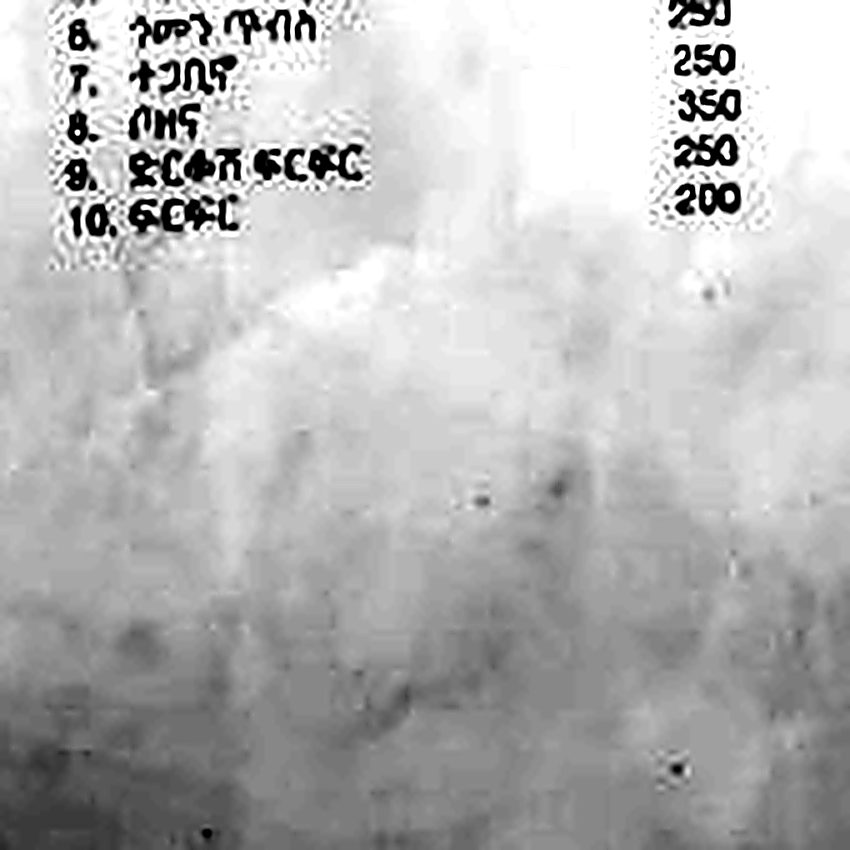 6. ጎመን ጥብስ 250
7. ተጋቢኖ 250
8. ቦዘና 350
9. ድርቆሽ ፍርፍር 250
10. ፍርፍር 200